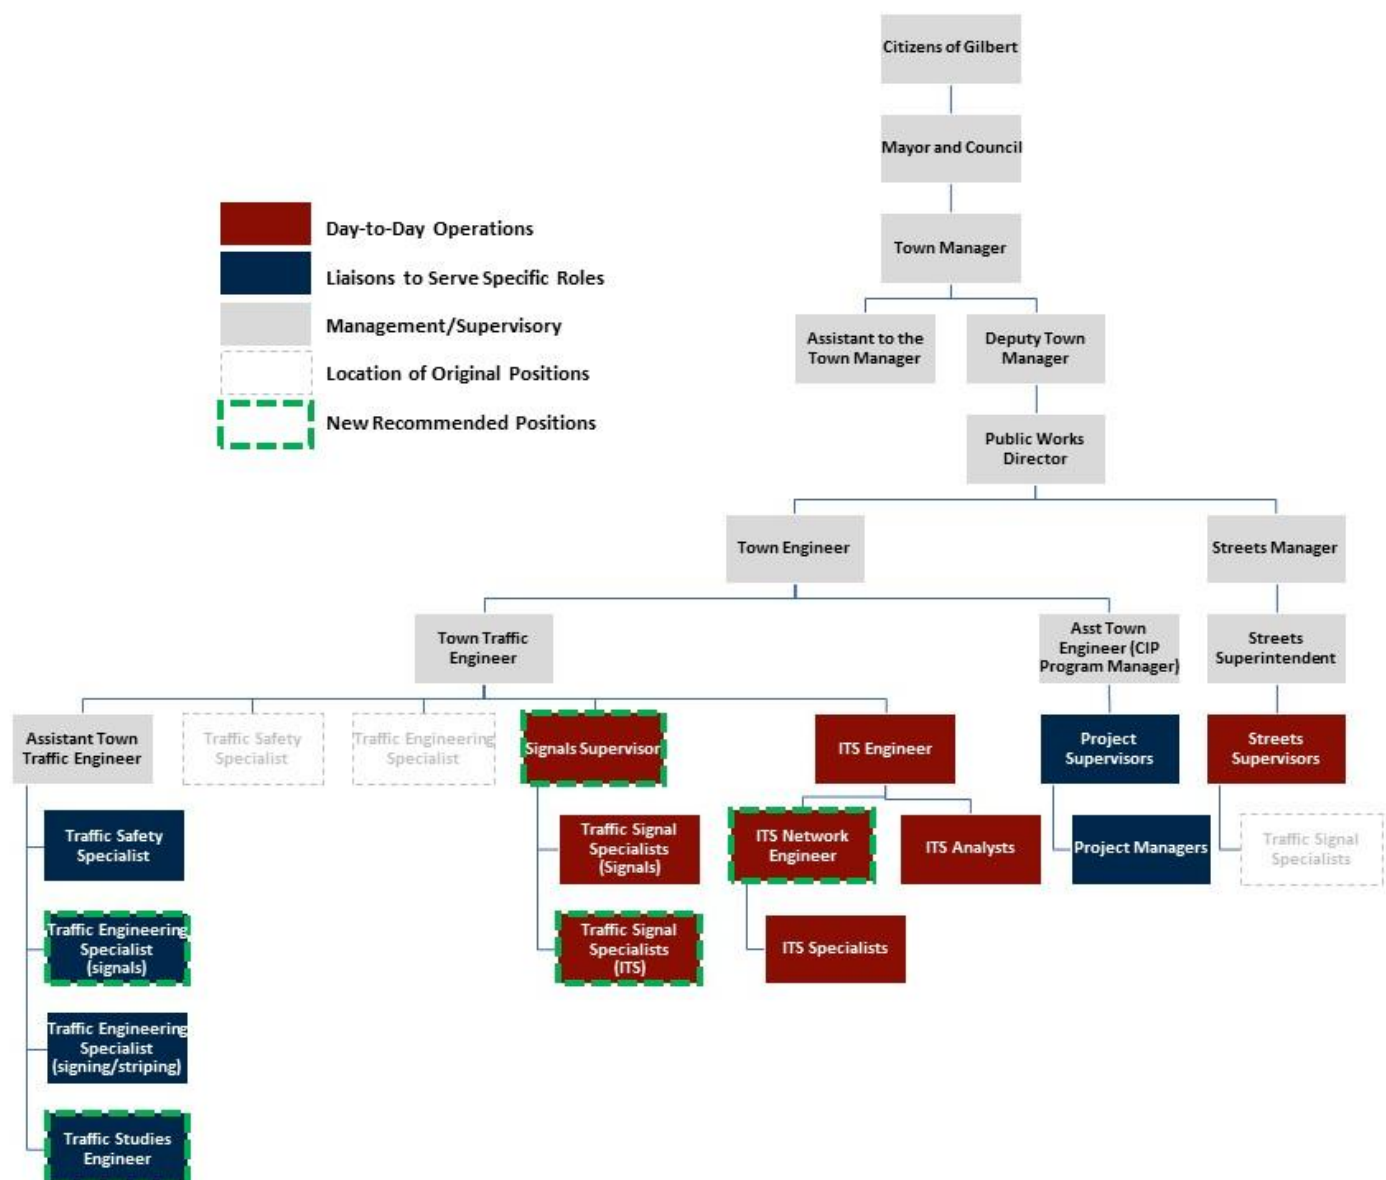 Citizens of Gilbert
Mayor and Council
Town Manager
Assistant to the
Town Manager
Deputy Town
Manager
Public Works
Director
Day-to-Day Operations
Liaisons to Serve Specific Roles
Management/Supervisory
Location of Original Positions
New Recommended Positions
Town Engineer
Streets Manager
Town Traffic
Engineer
Asst Town
Engineer (CIP
Program Manager)
Streets
Superintendent
Assistant Town
Traffic Engineer
Traffic Safety
Specialist
Traffic Engineering
Specialist
Signals Supervisor
ITS Engineer
Project
Supervisors
Streets
Supervisors
Traffic Safety
Specialist
Traffic Signal
Specialists
(Signals)
ITS Network
Engineer
ITS Analysts
Project Managers
Traffic Signal
Specialists
Traffic Engineering
Specialist
(signals)
Traffic Signal
Specialists
(ITS)
ITS Specialists
Traffic Engineering
Specialist
(signing/striping)
Traffic Studies
Engineer